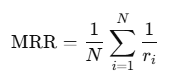 MRR = \frac{1}{N} \sum_{i=1}^{N} \frac{1}{r_i}